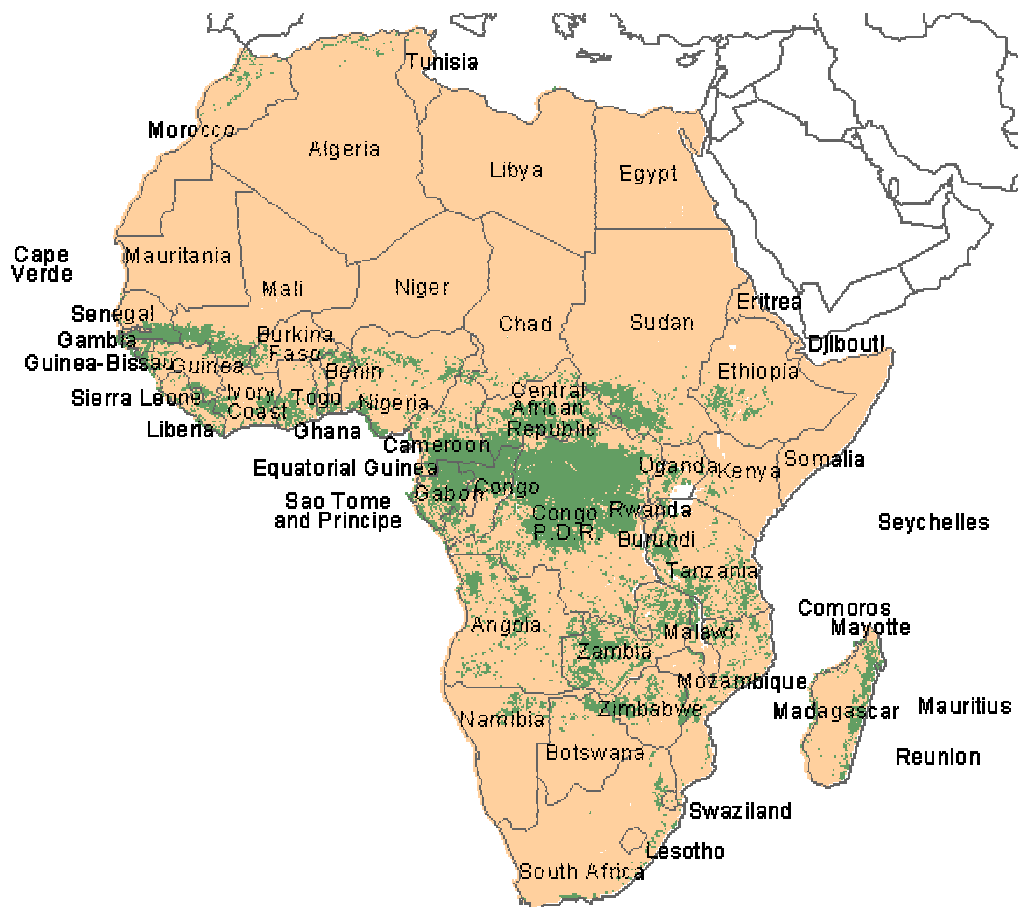 Tunisia
Morocco
Algeria
Libya
Egypt
Cape
Verde
Mauritania
Mali
Niger
Chad
Sudan
Eritrea
Senegal
Gambia
Burkina
Faso
Djibouti
Guinea-Bissau
Guinea
Benin
Ethiopia
Sierra Leone
Ivory
Coast
Togo
Nigeria
Central
African
Republic
Liberia
Ghana
Cameroon
Equatorial Guinea
Uganda
Kenya
Somalia
Gabon
Congo
Sao Tome
and Principe
Congo
P.D.R.
Rwanda
Burundi
Seychelles
Tanzania
Comoros
Mayotte
Angola
Malawi
Zambia
Mozambique
Zimbabwe
Madagascar
Mauritius
Namibia
Botswana
Reunion
Swaziland
Lesotho
South Africa